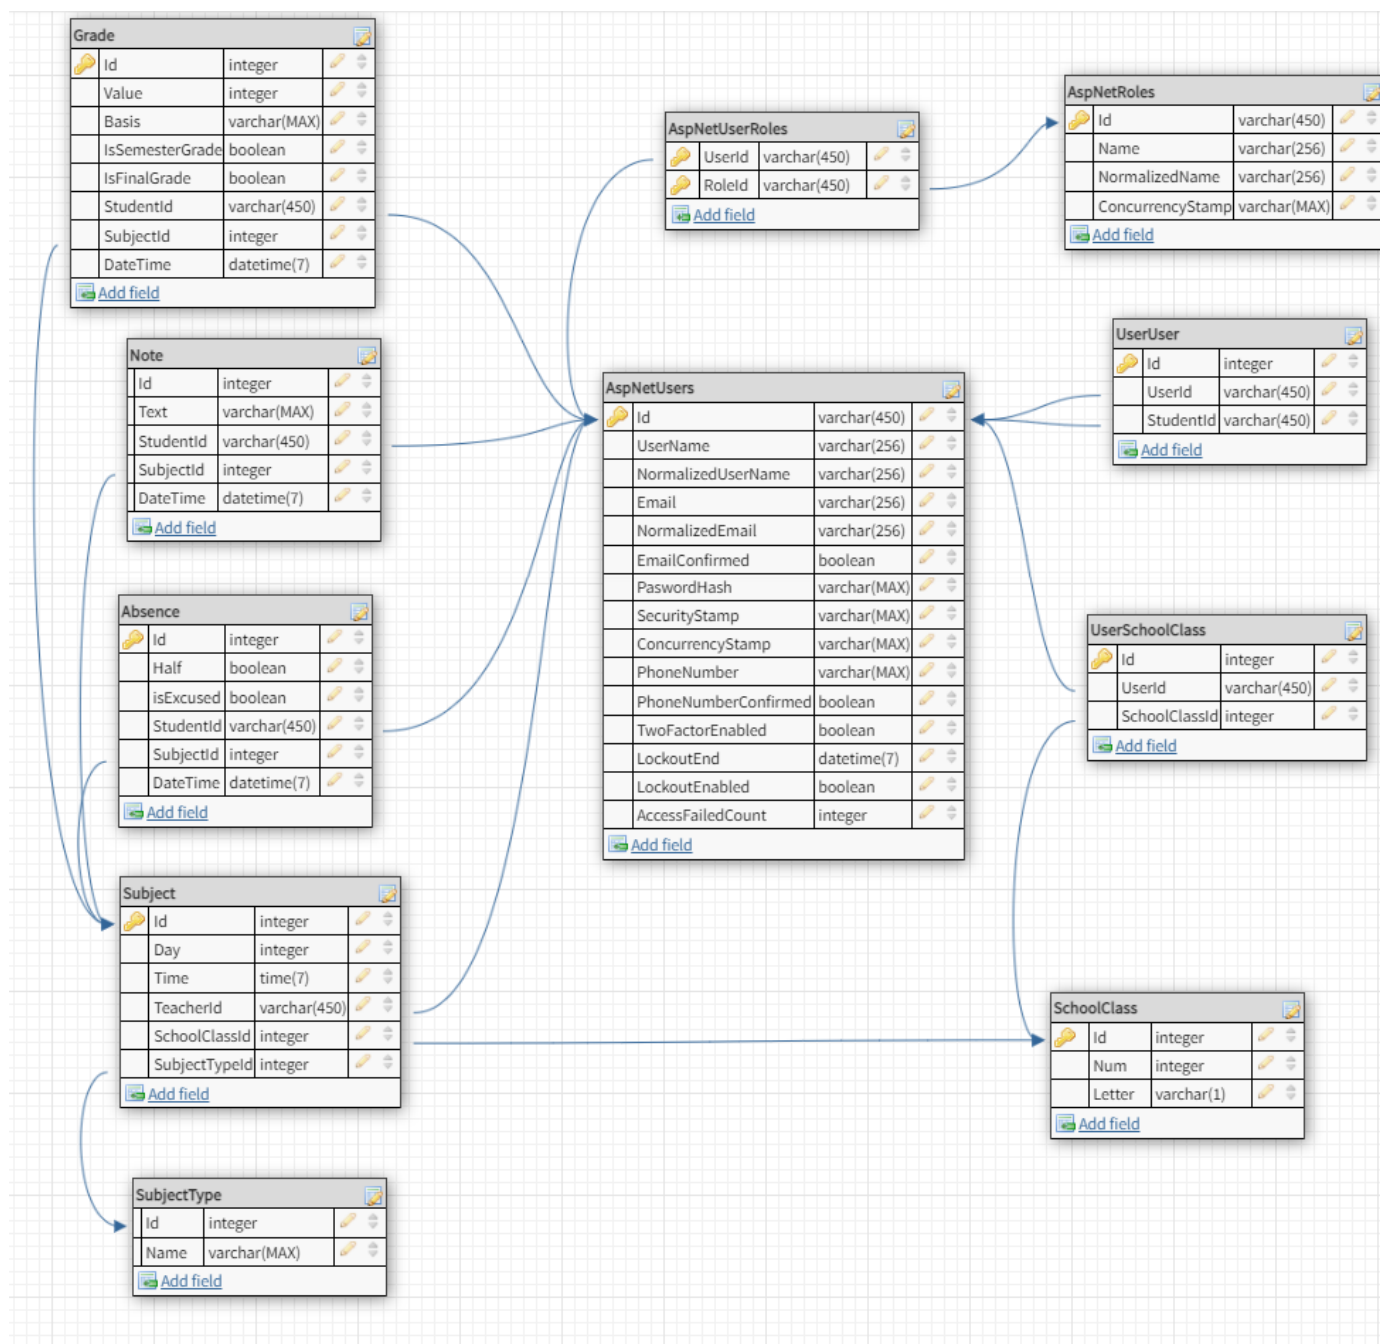 Grade
Id integer
Value integer
Basis varchar(MAX)
IsSemesterGrade boolean
IsFinalGrade boolean
StudentId varchar(450)
SubjectId integer
DateTime datetime(7)
Add field
Note
Id integer
Text varchar(MAX)
StudentId varchar(450)
SubjectId integer
DateTime datetime(7)
Add field
Absence
Id integer
Half boolean
isExcused boolean
StudentId varchar(450)
SubjectId integer
DateTime datetime(7)
Add field
Subject
Id integer
Day integer
Time time(7)
TeacherId varchar(450)
SchoolClassId integer
SubjectTypeId integer
Add field
SubjectType
Id integer
Name varchar(MAX)
Add field
AspNetUserRoles
UserId varchar(450)
RoleId varchar(450)
Add field
AspNetUsers
Id varchar(450)
UserName varchar(256)
NormalizedUserName varchar(256)
Email varchar(256)
NormalizedEmail varchar(256)
EmailConfirmed boolean
PaswordHash varchar(MAX)
SecurityStamp varchar(MAX)
ConcurrencyStamp varchar(MAX)
PhoneNumber varchar(MAX)
PhoneNumberConfirmed boolean
TwoFactorEnabled boolean
LockoutEnd datetime(7)
LockoutEnabled boolean
AccessFailedCount integer
Add field
AspNetRoles
Id varchar(450)
Name varchar(256)
NormalizedName varchar(256)
ConcurrencyStamp varchar(MAX)
Add field
UserUser
Id integer
UserId varchar(450)
StudentId varchar(450)
Add field
UserSchoolClass
Id integer
UserId varchar(450)
SchoolClassId integer
Add field
SchoolClass
Id integer
Num integer
Letter varchar(1)
Add field